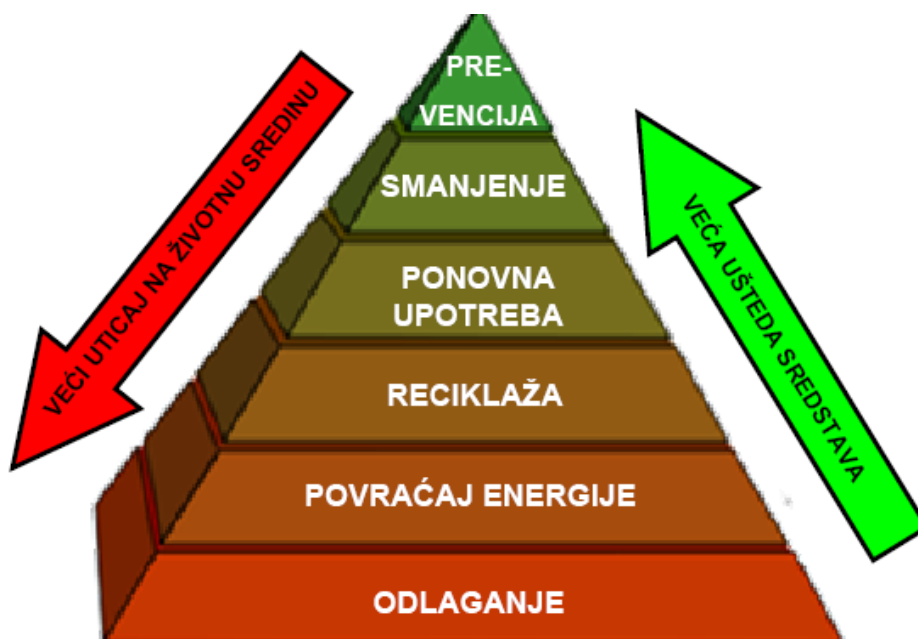 PRE-
VENCIJA
SMANJENJE
PONOVNA
UPOTREBA
RECIKLAŽA
POVRAĆAJ ENERGIJE
ODLAGANJE
VEĆI UTICAJ NA ŽIVOTNU SREDINU
VEĆA UŠTEDA SREDSTAVA